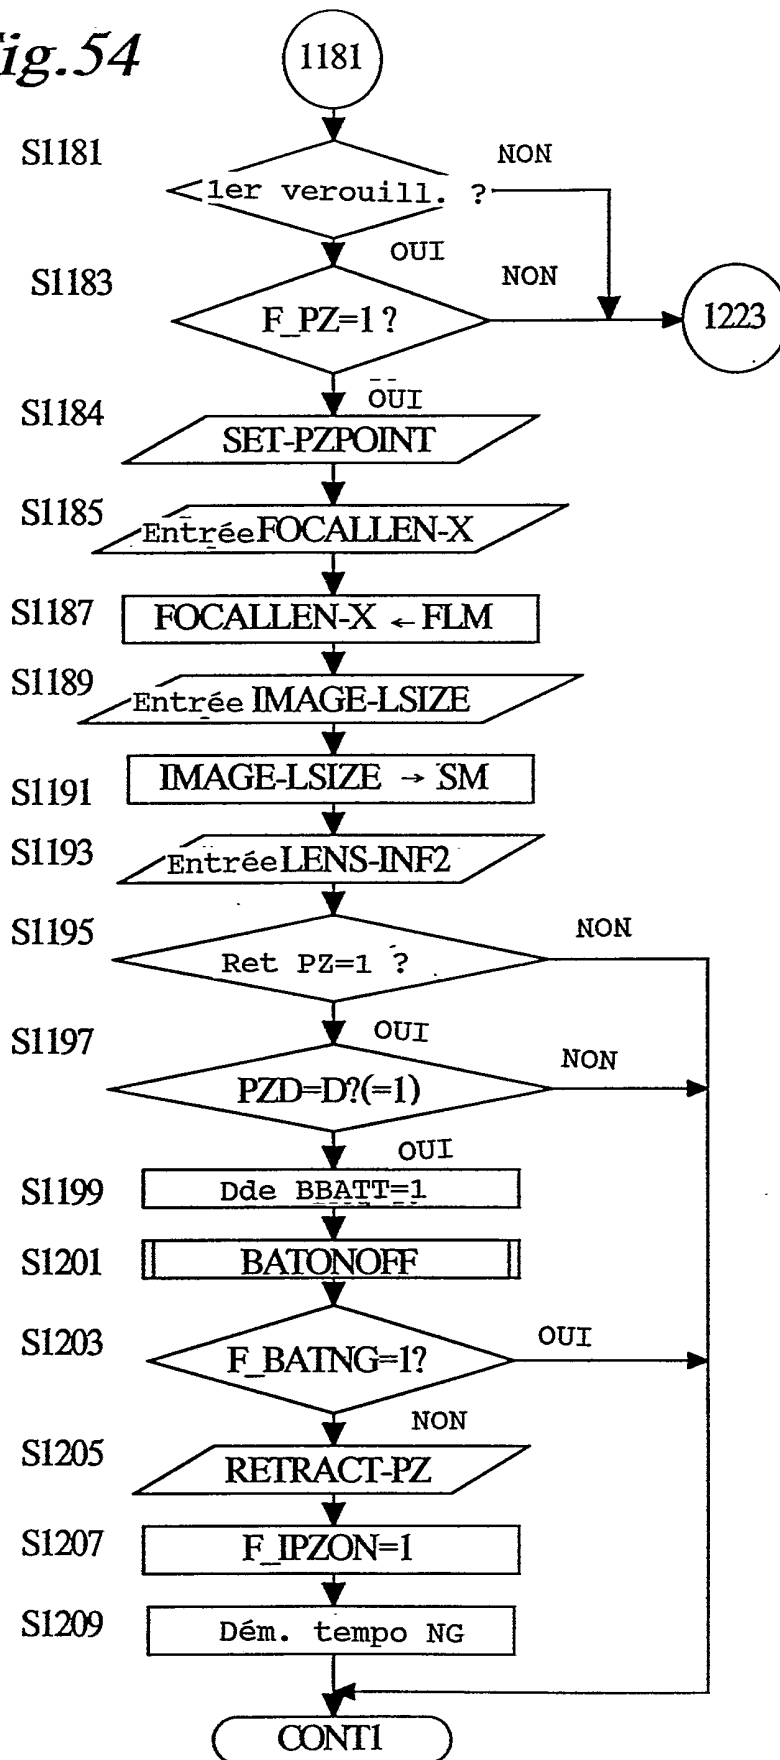 ig.54
1181
S1181
NON
1er verouill. ?
OUI
S1183
NON
F_PZ=1?
1223
OUI
S1184
SET-PZPOINT
S1185
Entrée FOCALLEN-X
S1187
FOCALLEN-X ← FLM
S1189
Entrée IMAGE-LSIZE
S1191
IMAGE-LSIZE → SM
S1193
Entrée LENS-INF2
S1195
NON
Ret PZ=1 ?
OUI
S1197
NON
PZD=D?(=1)
OUI
S1199
Dde BBATT=1
S1201
BATONOFF
S1203
OUI
F_BATNG=1?
NON
S1205
RETRACT-PZ
S1207
F_IPZON=1
S1209
Dém. tempo NG
CONT1